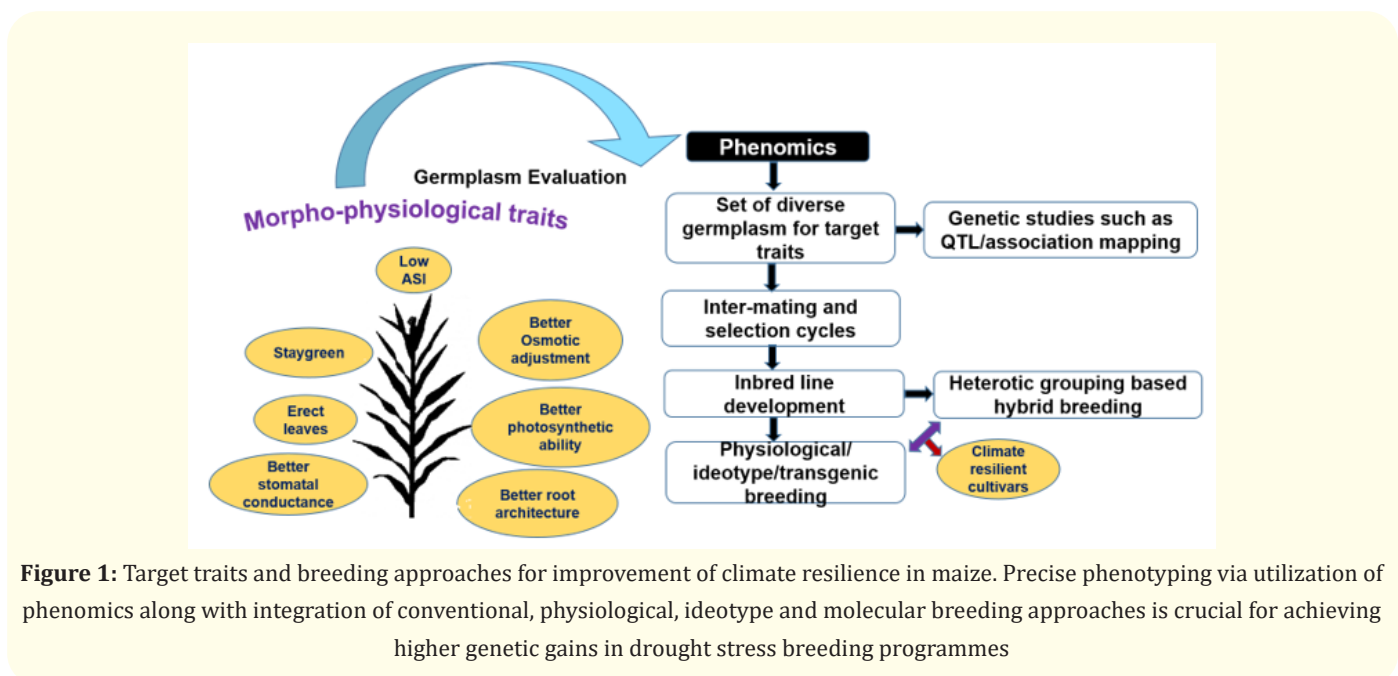 Germplasm Evaluation
Morpho-physiological traits
Low
ASI
Staygreen
Erect
leaves
Better
stomatal
conductance
Better
Osmotic
adjustment
Better
photosynthetic
ability
Better root
architecture
Phenomics
Set of diverse
germplasm for target
traits
Genetic studies such as
QTL/association mapping
Inter-mating and
selection cycles
Inbred line
development
Heterotic grouping based
hybrid breeding
Physiological/
ideotype/transgenic
breeding
Climate
resilient
cultivars
Figure 1: Target traits and breeding approaches for improvement of climate resilience in maize. Precise phenotyping via utilization of
phenomics along with integration of conventional, physiological, ideotype and molecular breeding approaches is crucial for achieving
higher genetic gains in drought stress breeding programmes